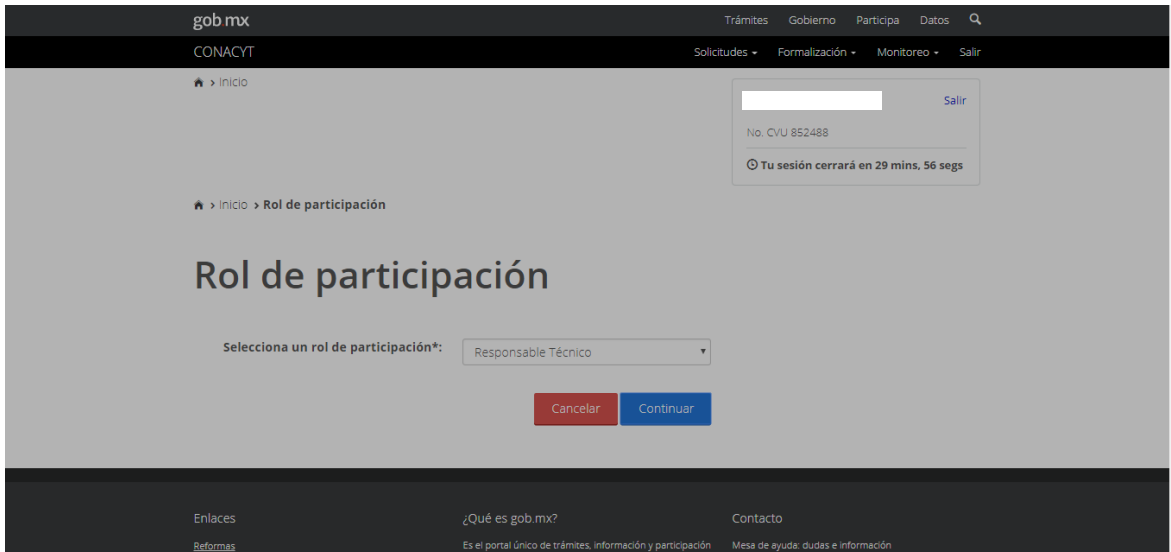 gob mx
Trámites Gobierno Participa Datos
CONACYT
Solicitudes Formalización Monitoreo Salir
> Inicio
Salir
No. CVU 852488
Tu sesión cerrará en 29 mins, 56 segs
> Inicio > Rol de participación
Rol de participación
Selecciona un rol de participación*:
Responsable Técnico
Cancelar Continuar
Enlaces
¿Qué es gob.mx?
Contacto
Reformas
Es el portal único de trámites, información y participación
Mesa de ayuda: dudas e información